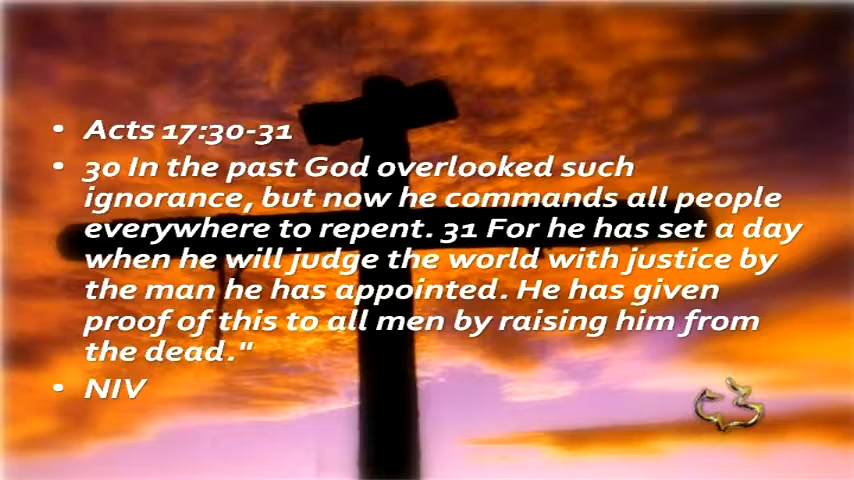 • Acts 17:30-31
• 30 In the past God overlooked such
ignorance, but now he commands all people
everywhere to repent. 31 For he has set a day
when he will judge the world with justice by
the man he has appointed. He has given
proof of this to all men by raising him from
the dead."
• NIV